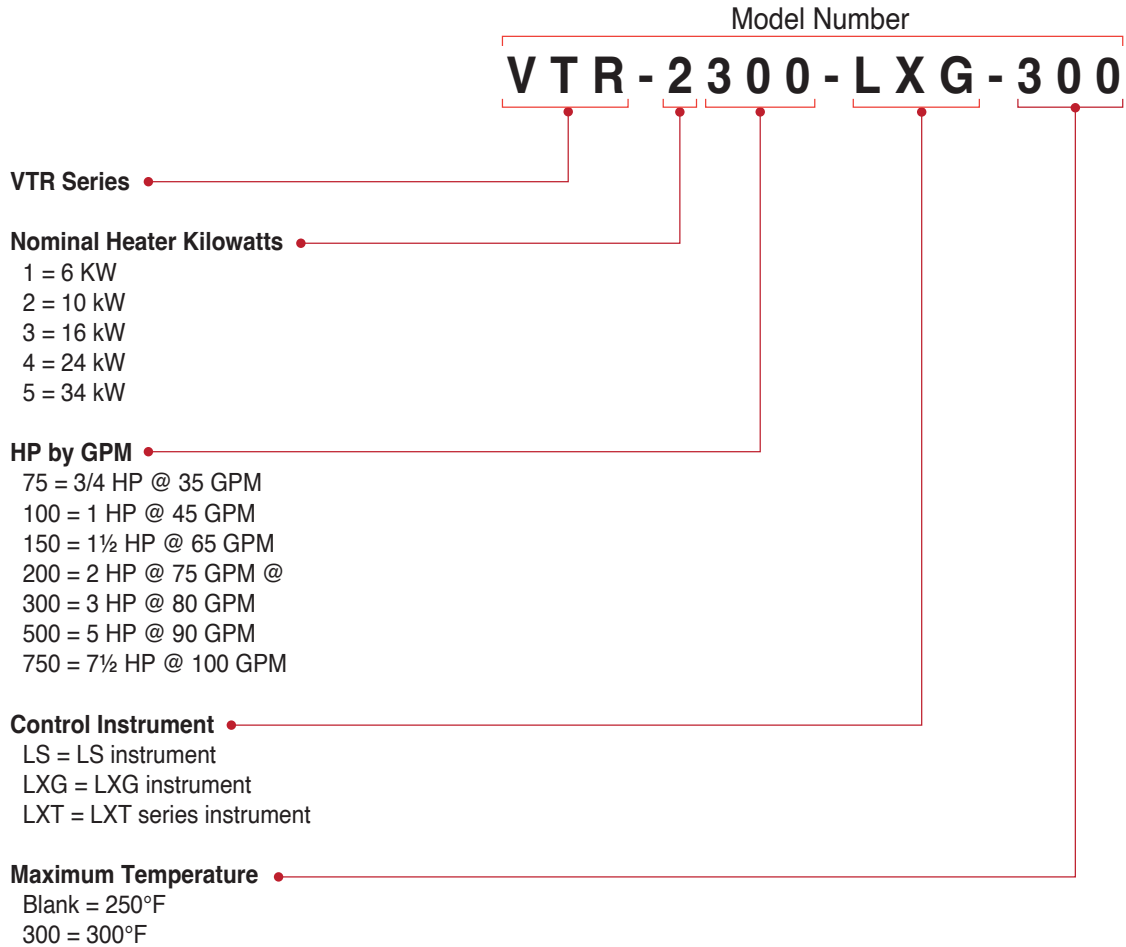 Model Number
VTR-2300-LXG-300
VTR Series
Nominal Heater Kilowatts
1 = 6 KW
2 = 10 kW
3 = 16 kW
4 = 24 kW
5 = 34 kW
HP by GPM
75 = 3/4 HP @ 35 GPM
100 = 1 HP @ 45 GPM
150 = 1½ HP @ 65 GPM
200 = 2 HP @ 75 GPM @
300 = 3 HP @ 80 GPM
500 = 5 HP @ 90 GPM
750 = 7½ HP @ 100 GPM
Control Instrument
LS = LS instrument
LXG = LXG instrument
LXT = LXT series instrument
Maximum Temperature
Blank = 250°F
300 = 300°F